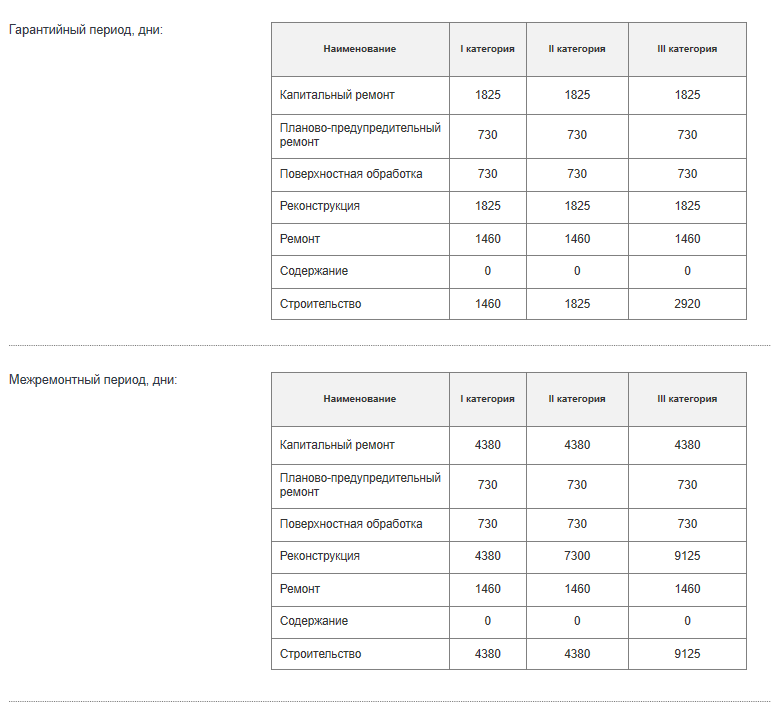 Гарантийный период, дни:
Наименование I категория II категория III категория
Капитальный ремонт 1825 1825 1825
Планово-предупредительный
ремонт 730 730 730
Поверхностная обработка 730 730 730
Реконструкция 1825 1825 1825
Ремонт 1460 1460 1460
Содержание 0 0 0
Строительство 1460 1825 2920
Межремонтный период, дни:
Наименование I категория II категория III категория
Капитальный ремонт 4380 4380 4380
Планово-предупредительный
ремонт 730 730 730
Поверхностная обработка 730 730 730
Реконструкция 4380 7300 9125
Ремонт 1460 1460 1460
Содержание 0 0 0
Строительство 4380 4380 9125